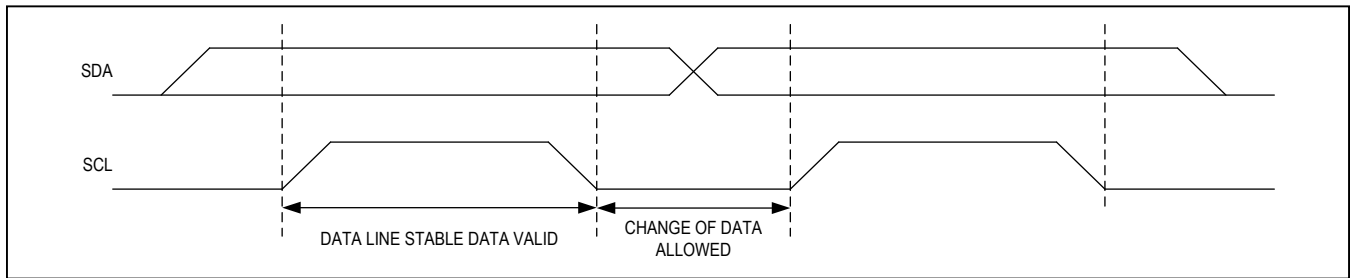 SDA
SCL
DATA LINE STABLE DATA VALID
CHANGE OF DATA
ALLOWED